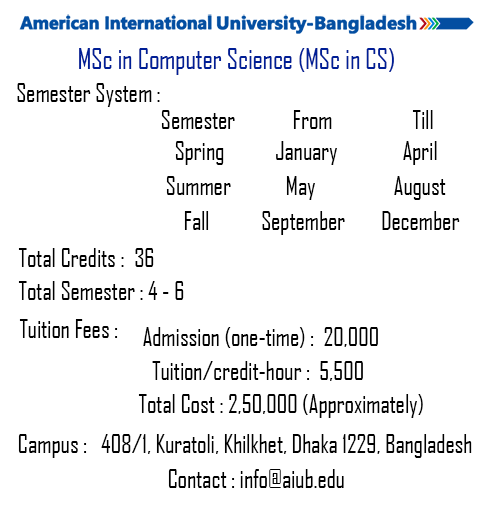 American International University-Bangladesh
MSc in Computer Science (MSc in CS)
Semester System :
Semester From Till
Spring January April
Summer May August
Fall September December
Total Credits : 36
Total Semester : 4 - 6
Tuition Fees : Admission (one-time) : 20,000
Tuition/credit-hour : 5,500
Total Cost : 2,50,000 (Approximately)
Campus : 408/1, Kuratoli, Khilkhet, Dhaka 1229, Bangladesh
Contact : info@aiub.edu